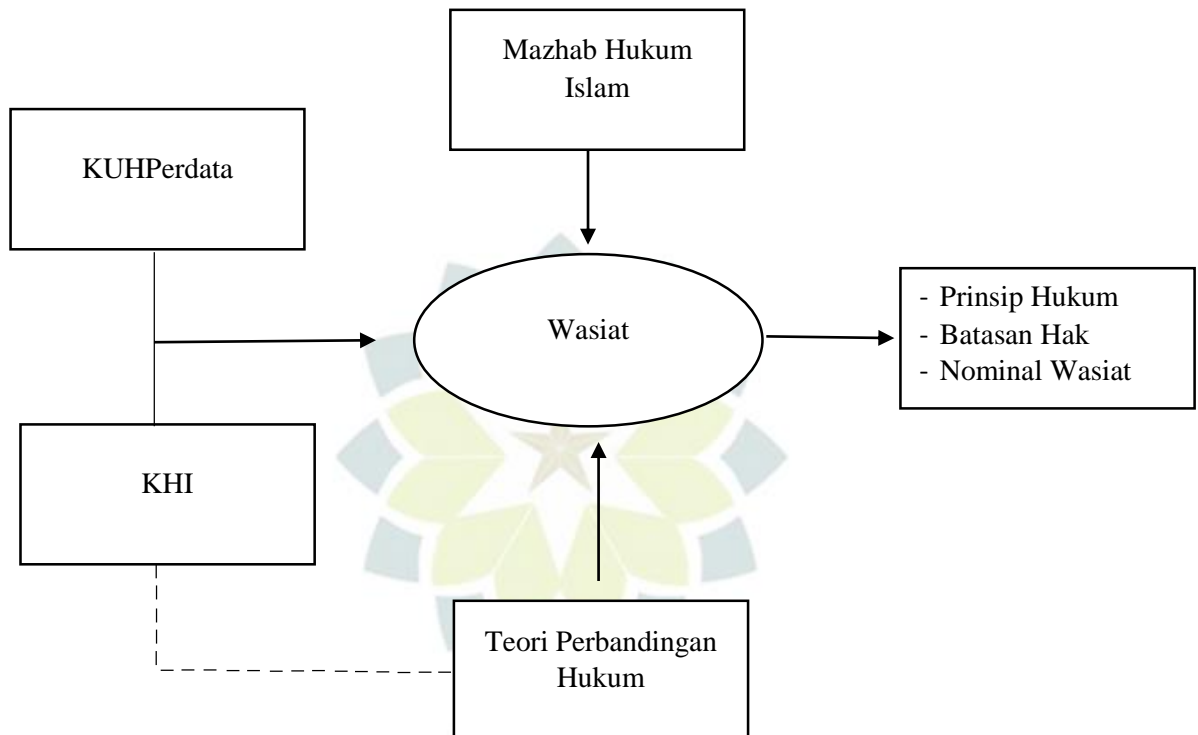 Mazhab Hukum
Islam
KUHPerdata
Wasiat
- Prinsip Hukum
- Batasan Hak
- Nominal Wasiat
KHI
Teori Perbandingan
Hukum